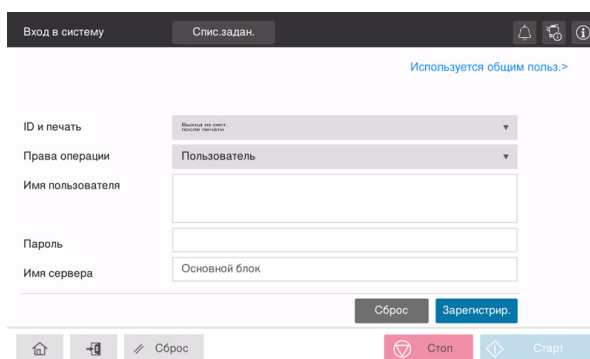 Вход в систему
Спис.задан.
Используется общим польз.>
ID и печать
Выход из сист.
после печати
Права операции
Пользователь
Имя пользователя
Пароль
Имя сервера
Основной блок
Сброс
Зарегистрир.
Сброс
Стоп
Старт